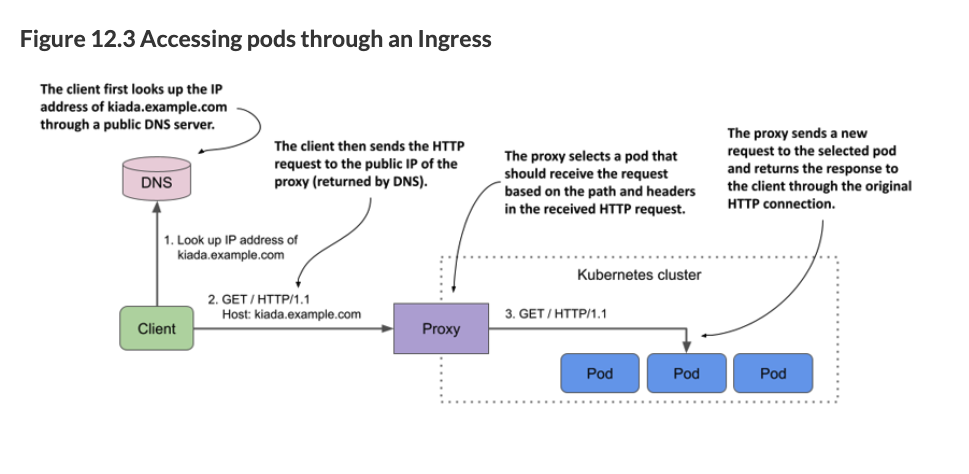 Figure 12.3 Accessing pods through an Ingress
The client first looks up the IP
address of kiada.example.com
through a public DNS server.
The client then sends the HTTP
request to the public IP of the
proxy (returned by DNS).
The proxy selects a pod that
should receive the request
based on the path and headers
in the received HTTP request.
The proxy sends a new
request to the selected pod
and returns the response to
the client through the original
HTTP connection.
DNS
1. Look up IP address of
kiada.example.com
Kubernetes cluster
2. GET / HTTP/1.1
Host: kiada.example.com
3. GET / HTTP/1.1
Client
Proxy
Pod
Pod
Pod